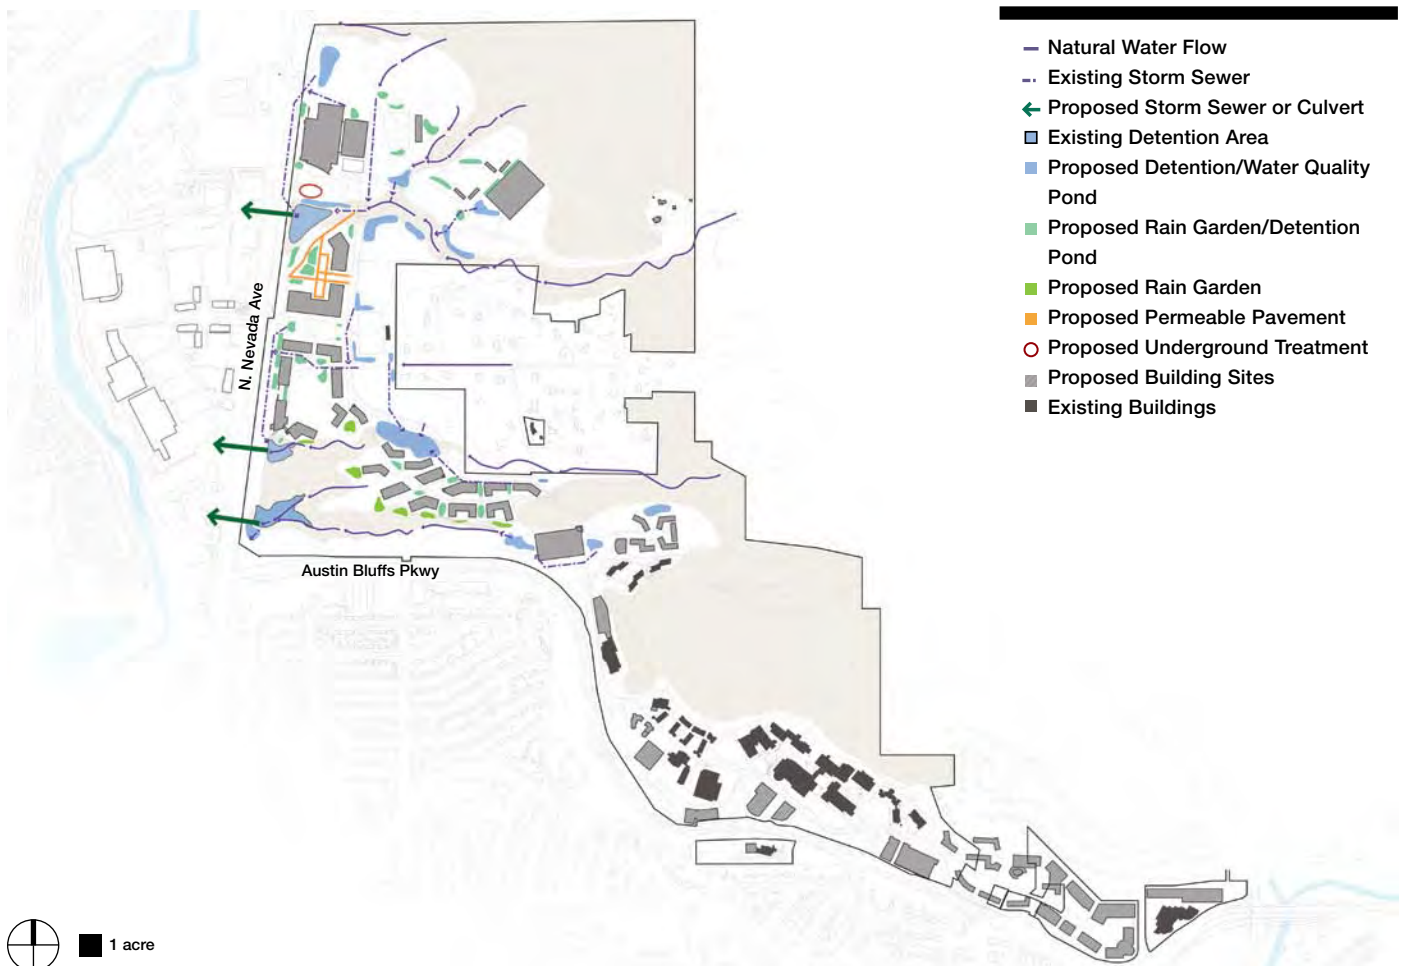 Natural Water Flow
Existing Storm Sewer
Proposed Storm Sewer or Culvert
Existing Detention Area
Proposed Detention/Water Quality
Pond
Proposed Rain Garden/Detention
Pond
Proposed Rain Garden
Proposed Permeable Pavement
Proposed Underground Treatment
Proposed Building Sites
Existing Buildings
N. Nevada Ave
Austin Bluffs Pkwy
1 acre